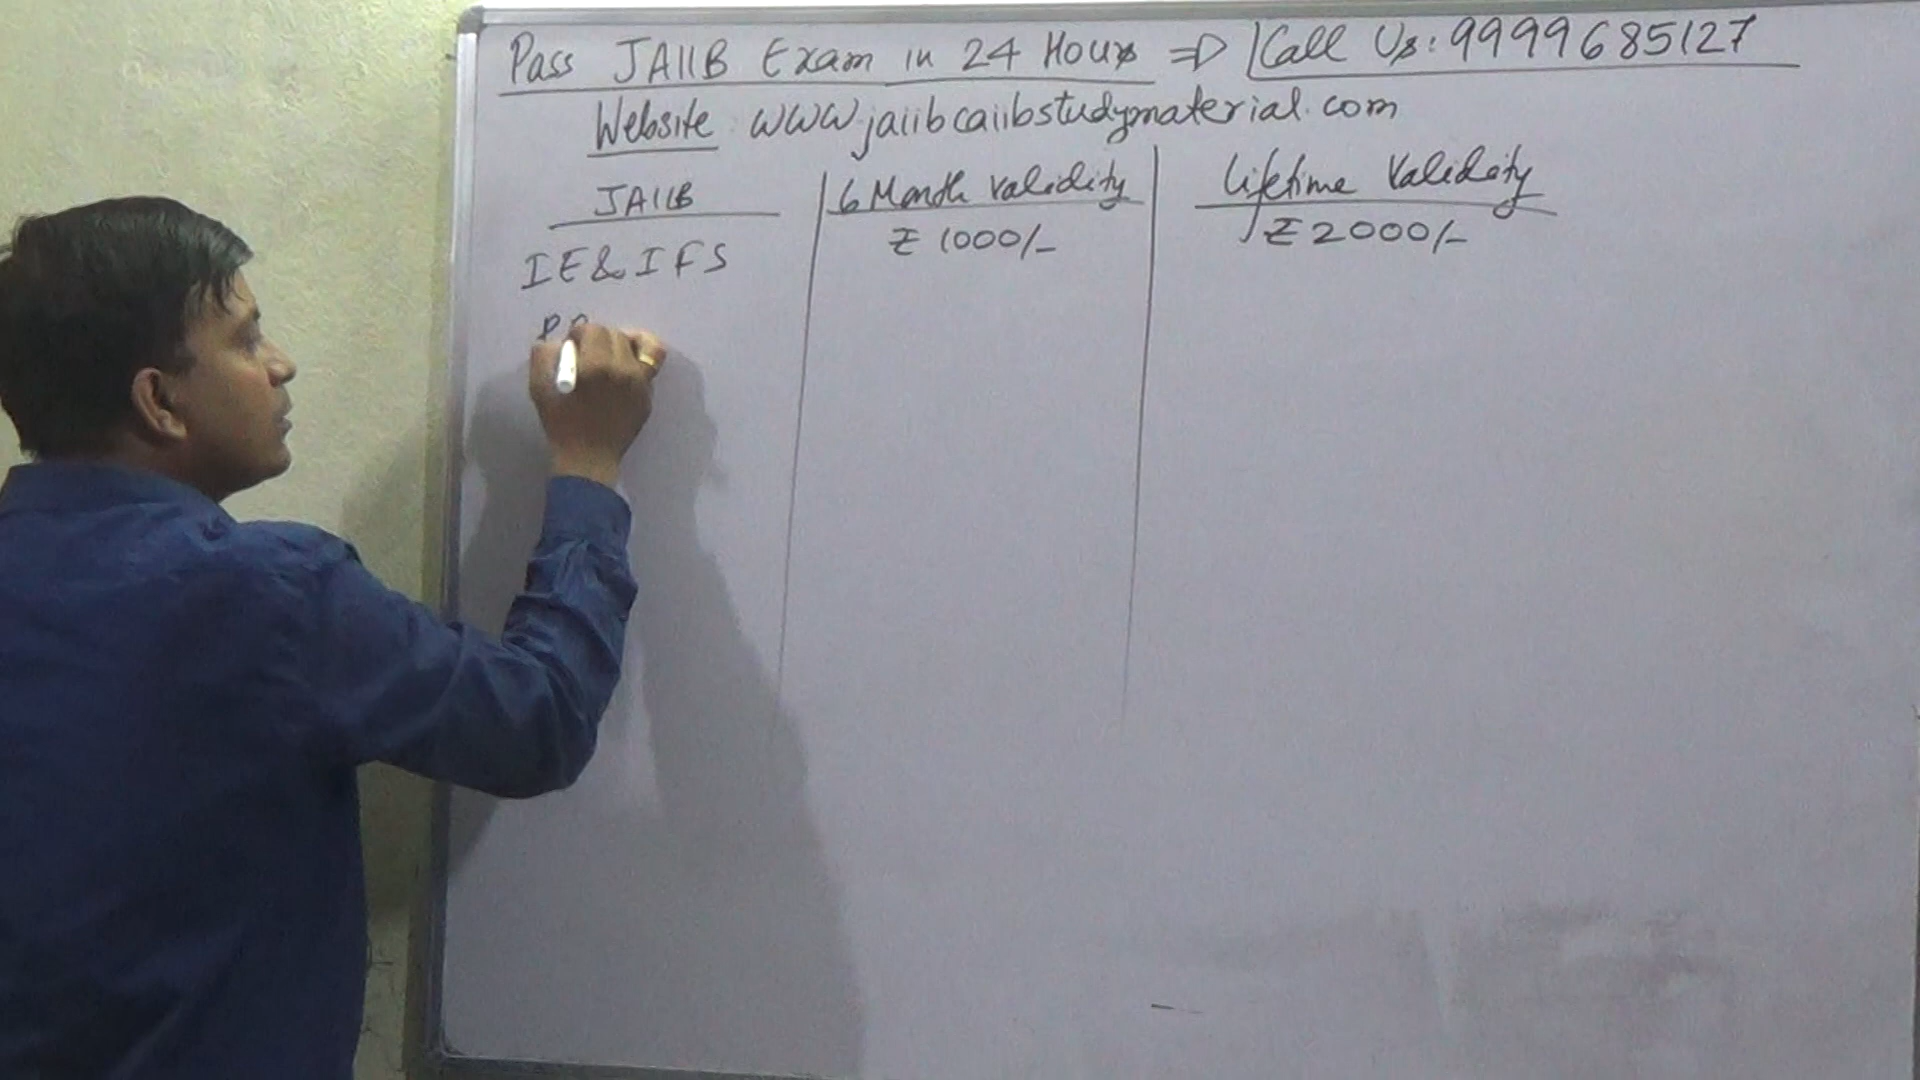 Pass JAIIB Exam in 24 Hours ⇒ Call Us: 9999685127
Website: www.jaiibcaiibstudymaterial.com
JAIIB 6 Month Validity Lifetime Validity
IE & IFS ₹ 1000/- ₹ 2000/-
PP